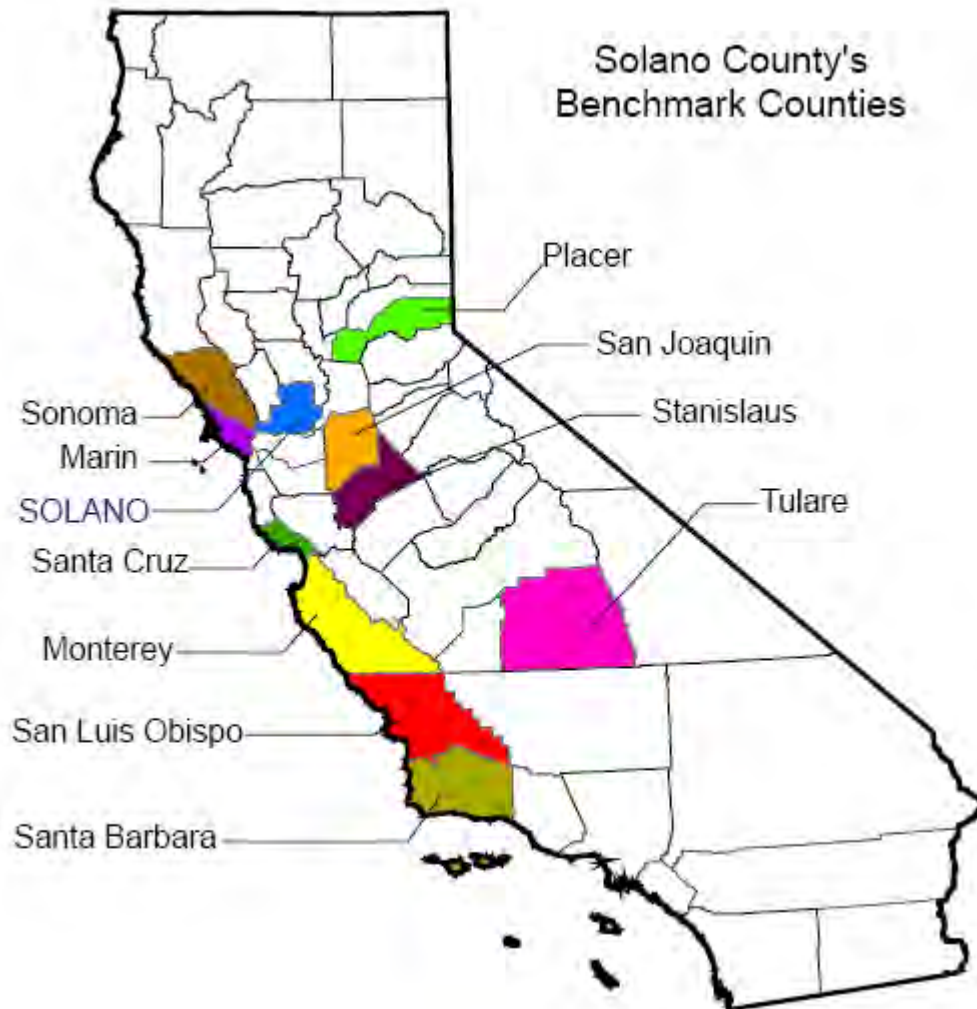 Solano County's
Benchmark Counties
Placer
San Joaquin
Stanislaus
Sonoma
Marin
SOLANO
Tulare
Santa Cruz
Monterey
San Luis Obispo
Santa Barbara